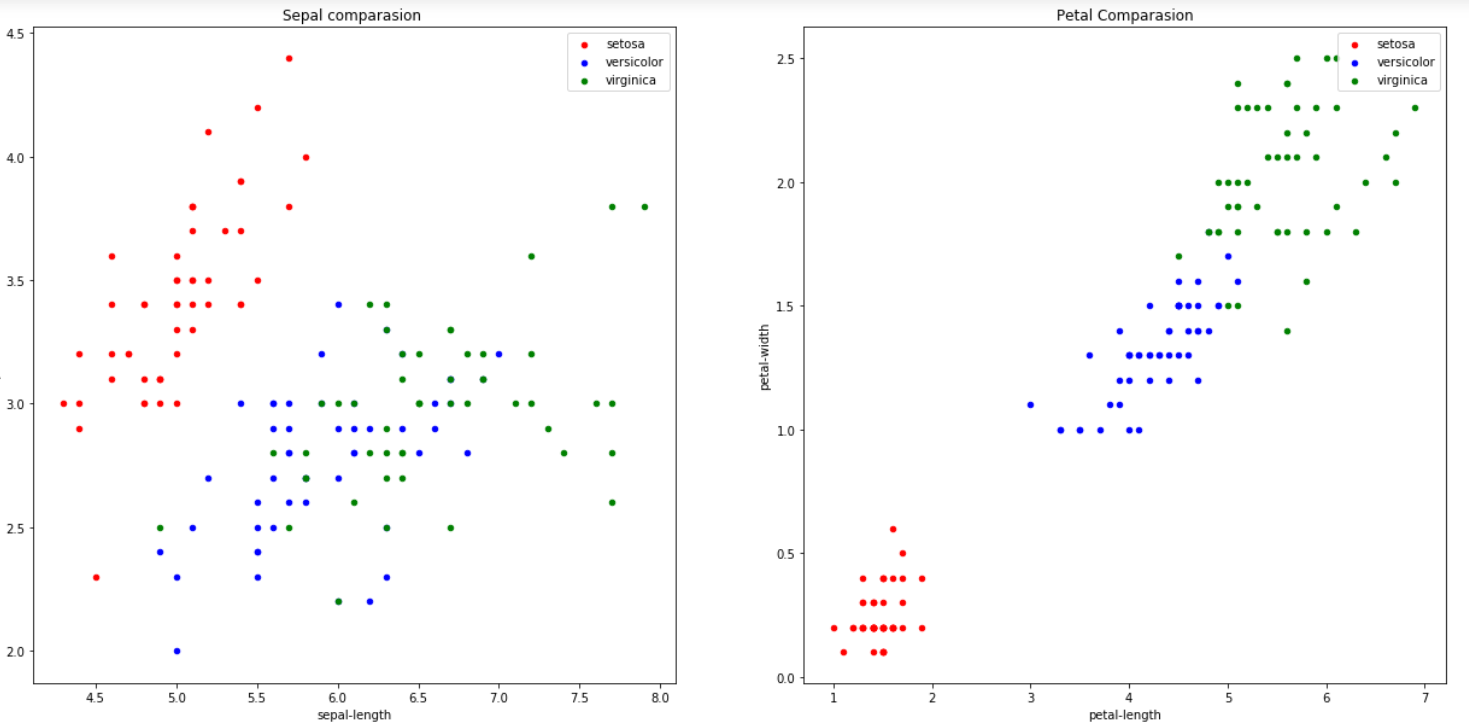 Sepal comparasion
setosa
versicolor
virginica
4.5
4.0
3.5
3.0
2.5
2.0
4.5 5.0 5.5 6.0 6.5 7.0 7.5 8.0
sepal-length
Petal Comparasion
setosa
versicolor
virginica
2.5
2.0
1.5
1.0
0.5
0.0
petal-width
1 2 3 4 5 6 7
petal-length